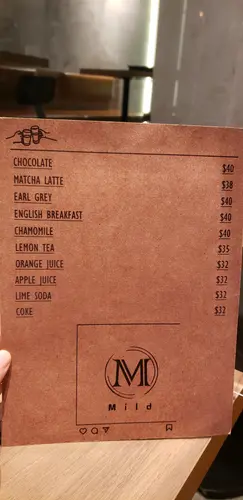 CHOCOLATE $40
MATCHA LATTE $38
EARL GREY $40
ENGLISH BREAKFAST $40
CHAMOMILE $40
LEMON TEA $35
ORANGE JUICE $32
APPLE JUICE $32
LIME SODA $32
COKE $32
M
Mild